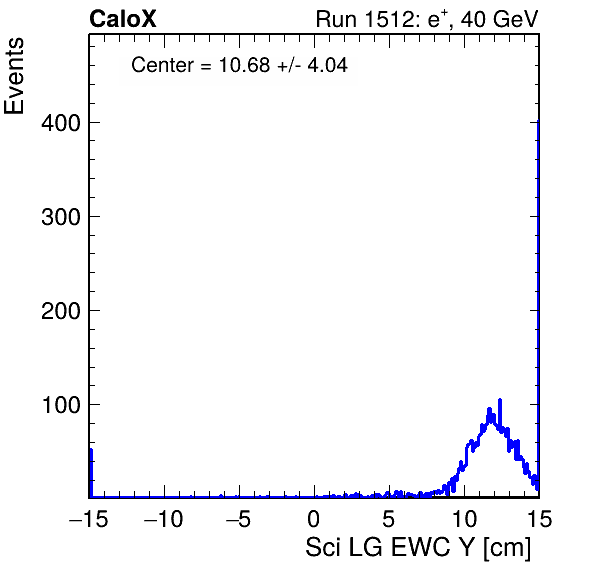 CaloX Run 1512: e⁺, 40 GeV
Center = 10.68 +/- 4.04
Events
400
300
200
100
−15 −10 −5 0 5 10 15
Sci LG EWC Y [cm]